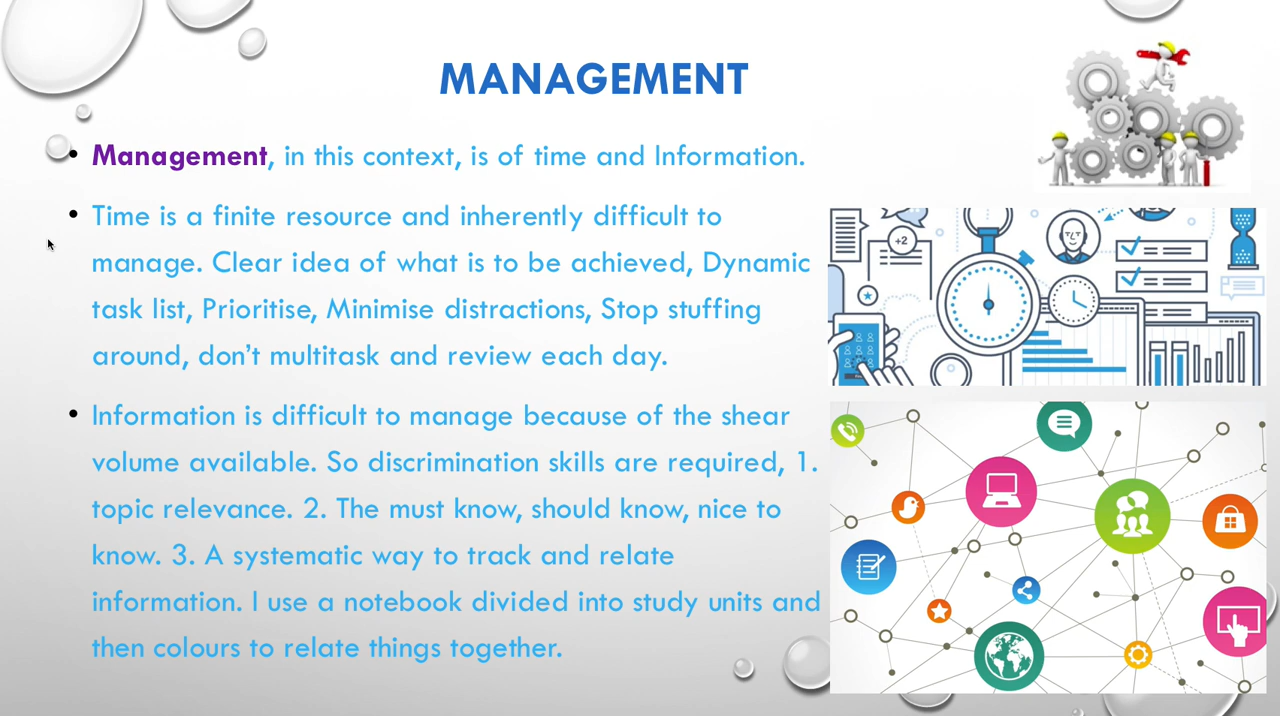 MANAGEMENT
• Management, in this context, is of time and Information.
• Time is a finite resource and inherently difficult to
manage. Clear idea of what is to be achieved, Dynamic
task list, Prioritise, Minimise distractions, Stop stuffing
around, don't multitask and review each day.
• Information is difficult to manage because of the shear
volume available. So discrimination skills are required, 1.
topic relevance. 2. The must know, should know, nice to
know. 3. A systematic way to track and relate
information. I use a notebook divided into study units and
then colours to relate things together.
+2